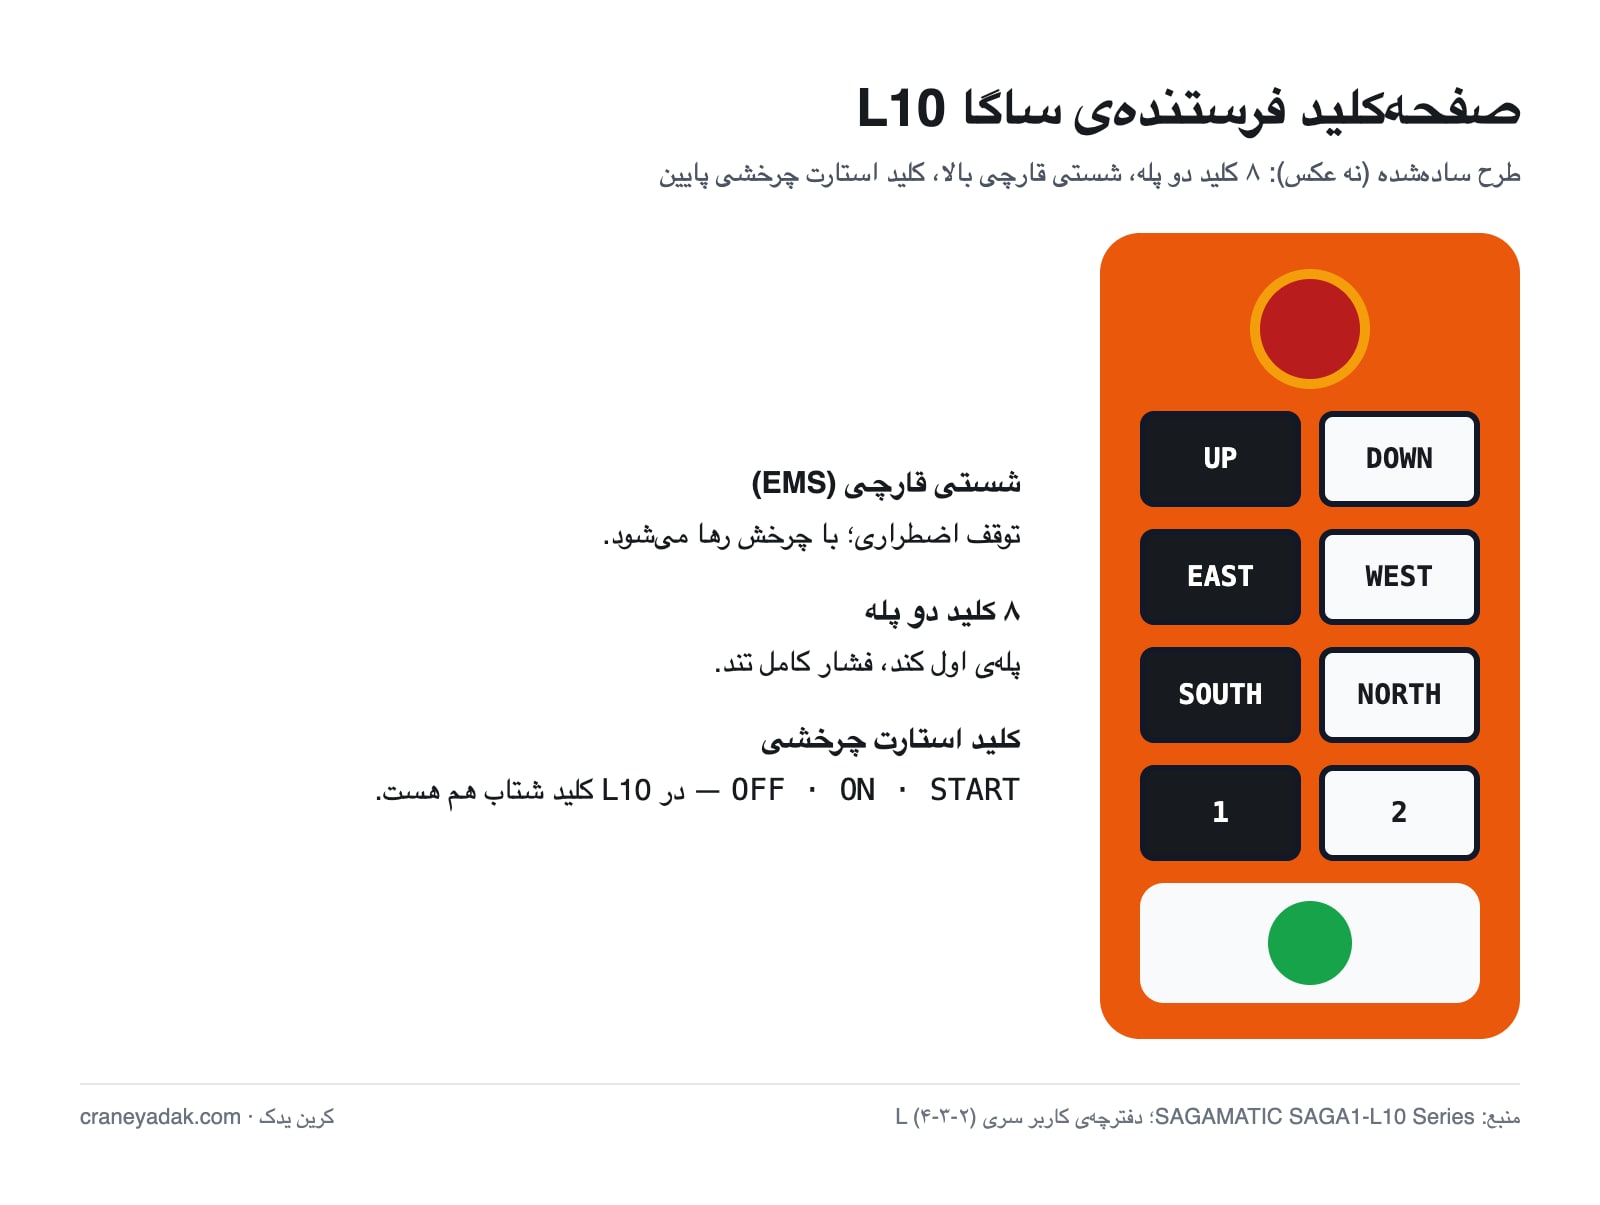 صفحه‌کلید فرستنده‌ی ساگا L10
طرح ساده‌شده (نه عکس): ۸ کلید دو پله، شستی قارچی بالا، کلید استارت چرخشی پایین
UP
DOWN
EAST
WEST
SOUTH
NORTH
1
2
شستی قارچی (EMS)
توقف اضطراری؛ با چرخش رها می‌شود.
۸ کلید دو پله
پله‌ی اول کند، فشار کامل تند.
کلید استارت چرخشی
OFF · ON · START — در L10 کلید شتاب هم هست.
منبع: SAGAMATIC SAGA1-L10 Series؛ دفترچه‌ی کاربر سری L (۴-۳-۲)
کرین یدک · craneyadak.com